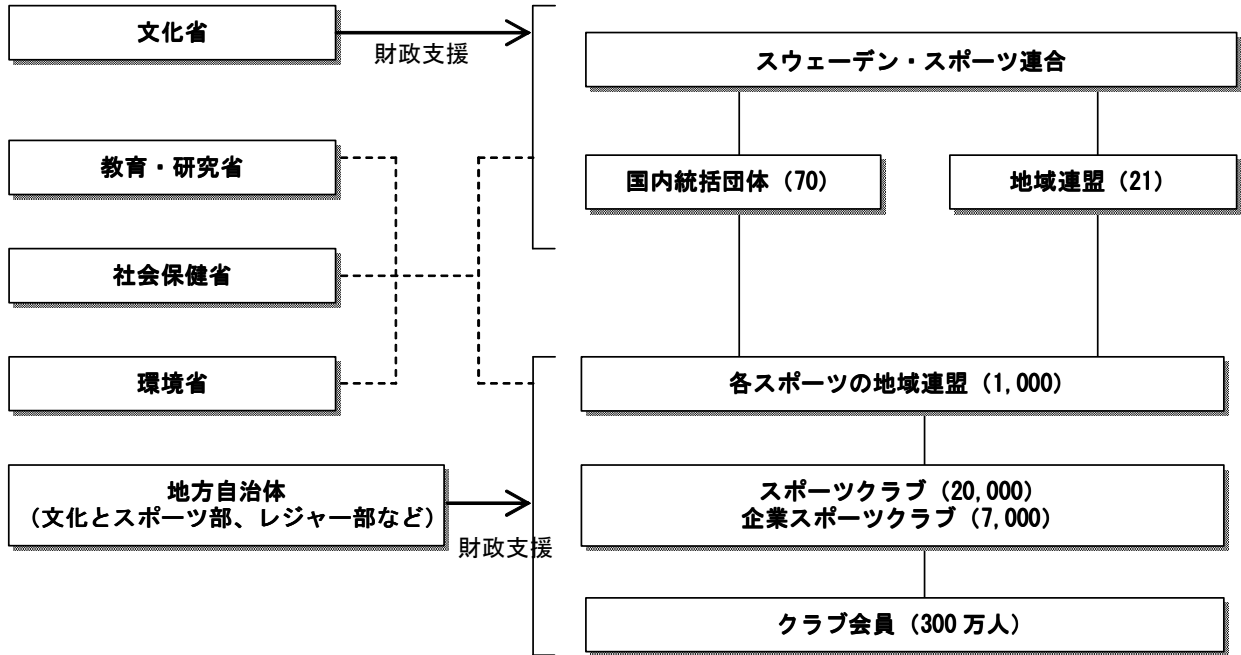 文化省
財政支援
スウェーデン・スポーツ連合
教育・研究省
国内統括団体（70）
地域連盟（21）
社会保健省
環境省
各スポーツの地域連盟（1,000）
地方自治体
（文化とスポーツ部、レジャー部など）
財政支援
スポーツクラブ（20,000）
企業スポーツクラブ（7,000）
クラブ会員（300 万人）